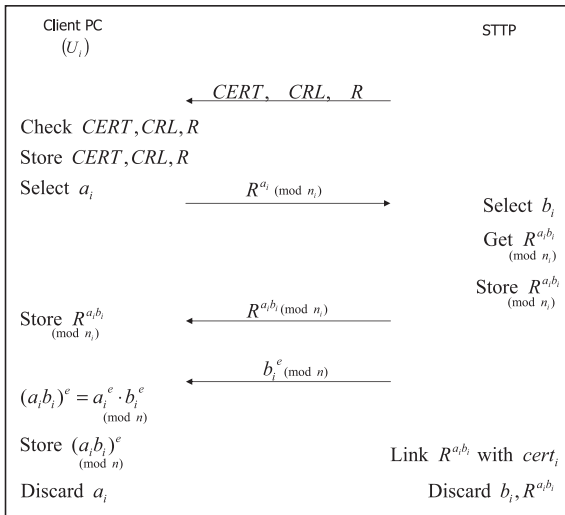 Client PC STTP
(U_i)
CERT, CRL, R
Check CERT, CRL, R
Store CERT, CRL, R
Select a_i R^{a_i} (mod n_i)
Select b_i
Get R^{a_i b_i}
(mod n_i)
Store R^{a_i b_i}
(mod n_i)
Store R^{a_i b_i} R^{a_i b_i} (mod n_i)
(mod n_i)
b_i^e (mod n)
(a_i b_i)^e = a_i^e · b_i^e
(mod n)
Store (a_i b_i)^e Link R^{a_i b_i} with cert_i
(mod n)
Discard a_i Discard b_i, R^{a_i b_i}